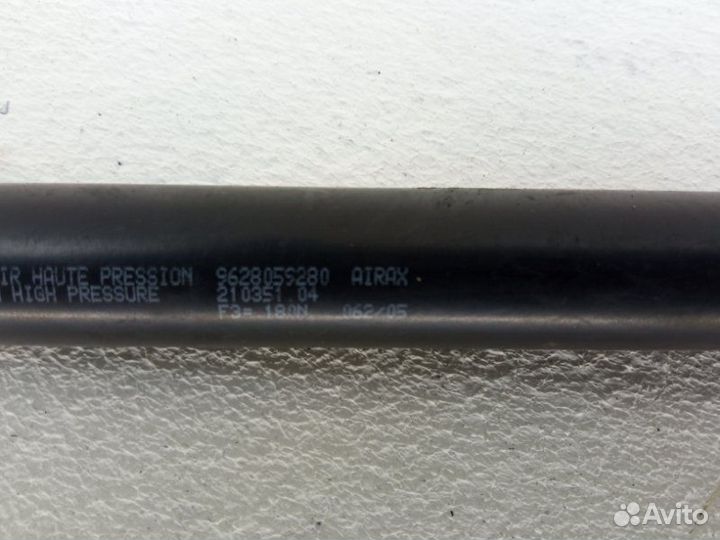 IR HAUTE PRESSION 9628059280 AIRAX
HIGH PRESSURE 210351.04
F3= 180N 062/05
Avito